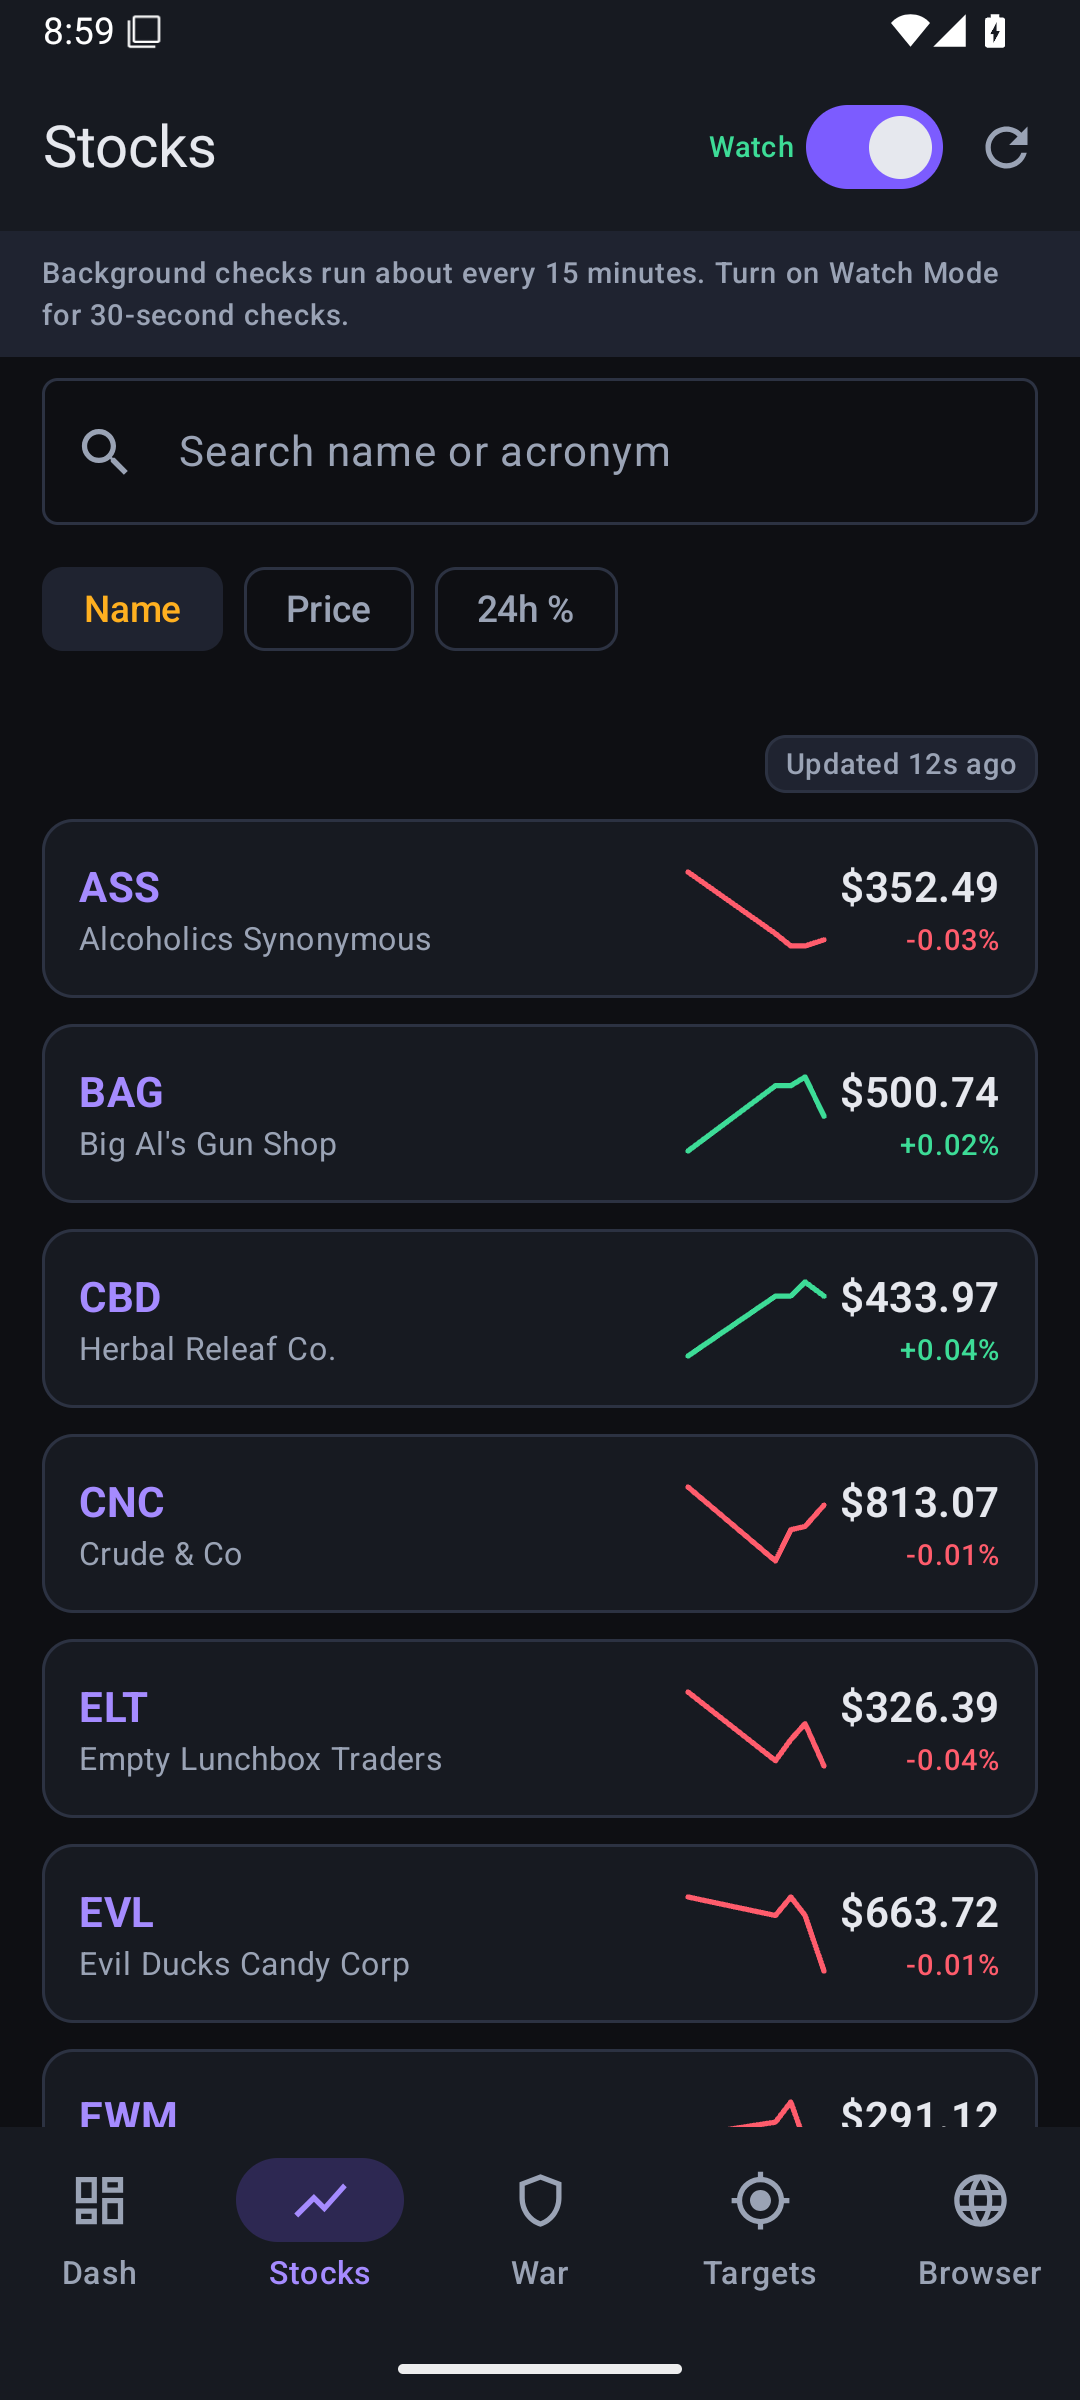 8:59
Stocks
Watch
Background checks run about every 15 minutes. Turn on Watch Mode
for 30-second checks.
Search name or acronym
Name
Price
24h %
Updated 12s ago
ASS
$352.49
Alcoholics Synonymous
-0.03%
BAG
$500.74
Big Al's Gun Shop
+0.02%
CBD
$433.97
Herbal Releaf Co.
+0.04%
CNC
$813.07
Crude & Co
-0.01%
ELT
$326.39
Empty Lunchbox Traders
-0.04%
EVL
$663.72
Evil Ducks Candy Corp
-0.01%
EWM
$291.12
Dash
Stocks
War
Targets
Browser